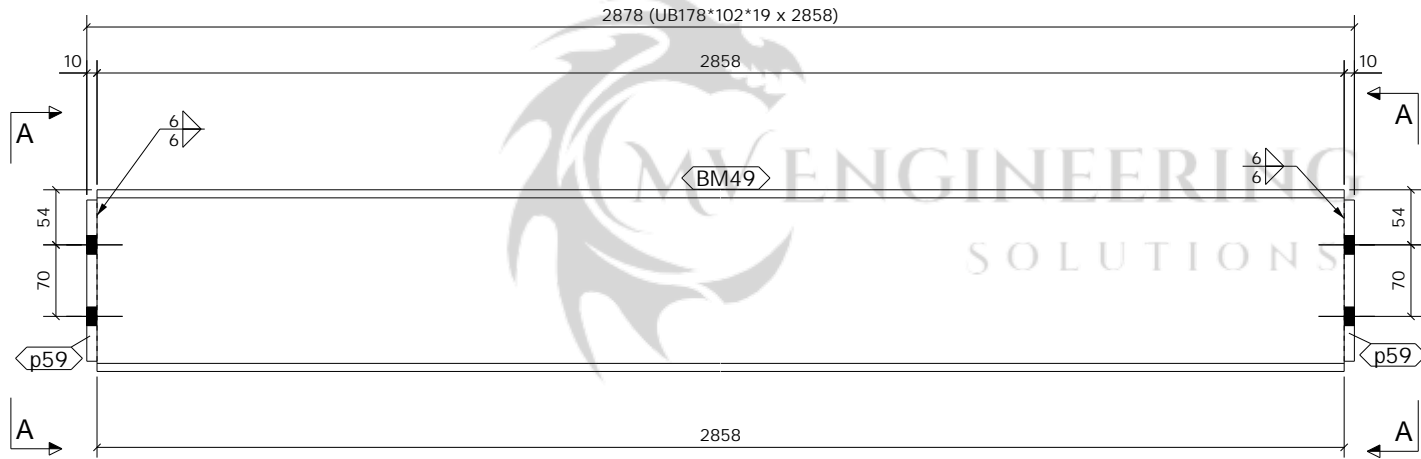 2878 (UB178*102*19 x 2858)
10
2858
10
A
A
6
6
6
6
MV ENGINEERING
BM49
54
54
SOLUTIONS
70
70
p59
p59
A
A
2858